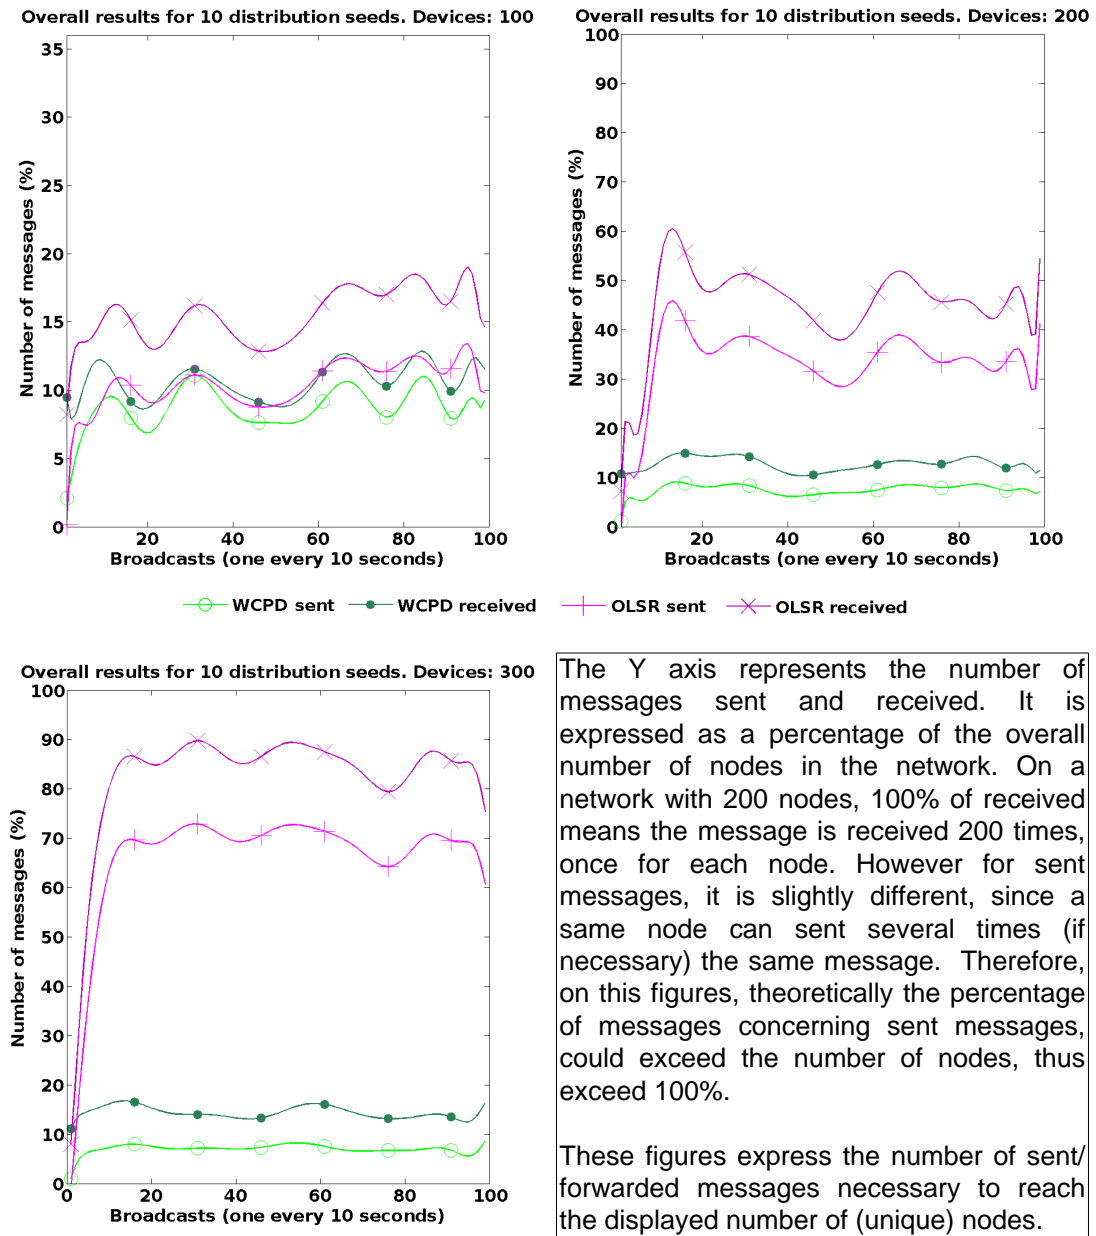 Overall results for 10 distribution seeds. Devices: 100
35
30
25
20
15
10
5
0
Number of messages (%)
20
40
60
80
100
Broadcasts (one every 10 seconds)
Overall results for 10 distribution seeds. Devices: 200
100
90
80
70
60
50
40
30
20
10
0
Number of messages (%)
20
40
60
80
100
Broadcasts (one every 10 seconds)
WCPD sent
WCPD received
OLSR sent
OLSR received
Overall results for 10 distribution seeds. Devices: 300
100
90
80
70
60
50
40
30
20
10
0
Number of messages (%)
0
20
40
60
80
100
Broadcasts (one every 10 seconds)
The Y axis represents the number of
messages sent and received. It is
expressed as a percentage of the overall
number of nodes in the network. On a
network with 200 nodes, 100% of received
means the message is received 200 times,
once for each node. However for sent
messages, it is slightly different, since a
same node can sent several times (if
necessary) the same message. Therefore,
on this figures, theoretically the percentage
of messages concerning sent messages,
could exceed the number of nodes, thus
exceed 100%.
These figures express the number of sent/
forwarded messages necessary to reach
the displayed number of (unique) nodes.